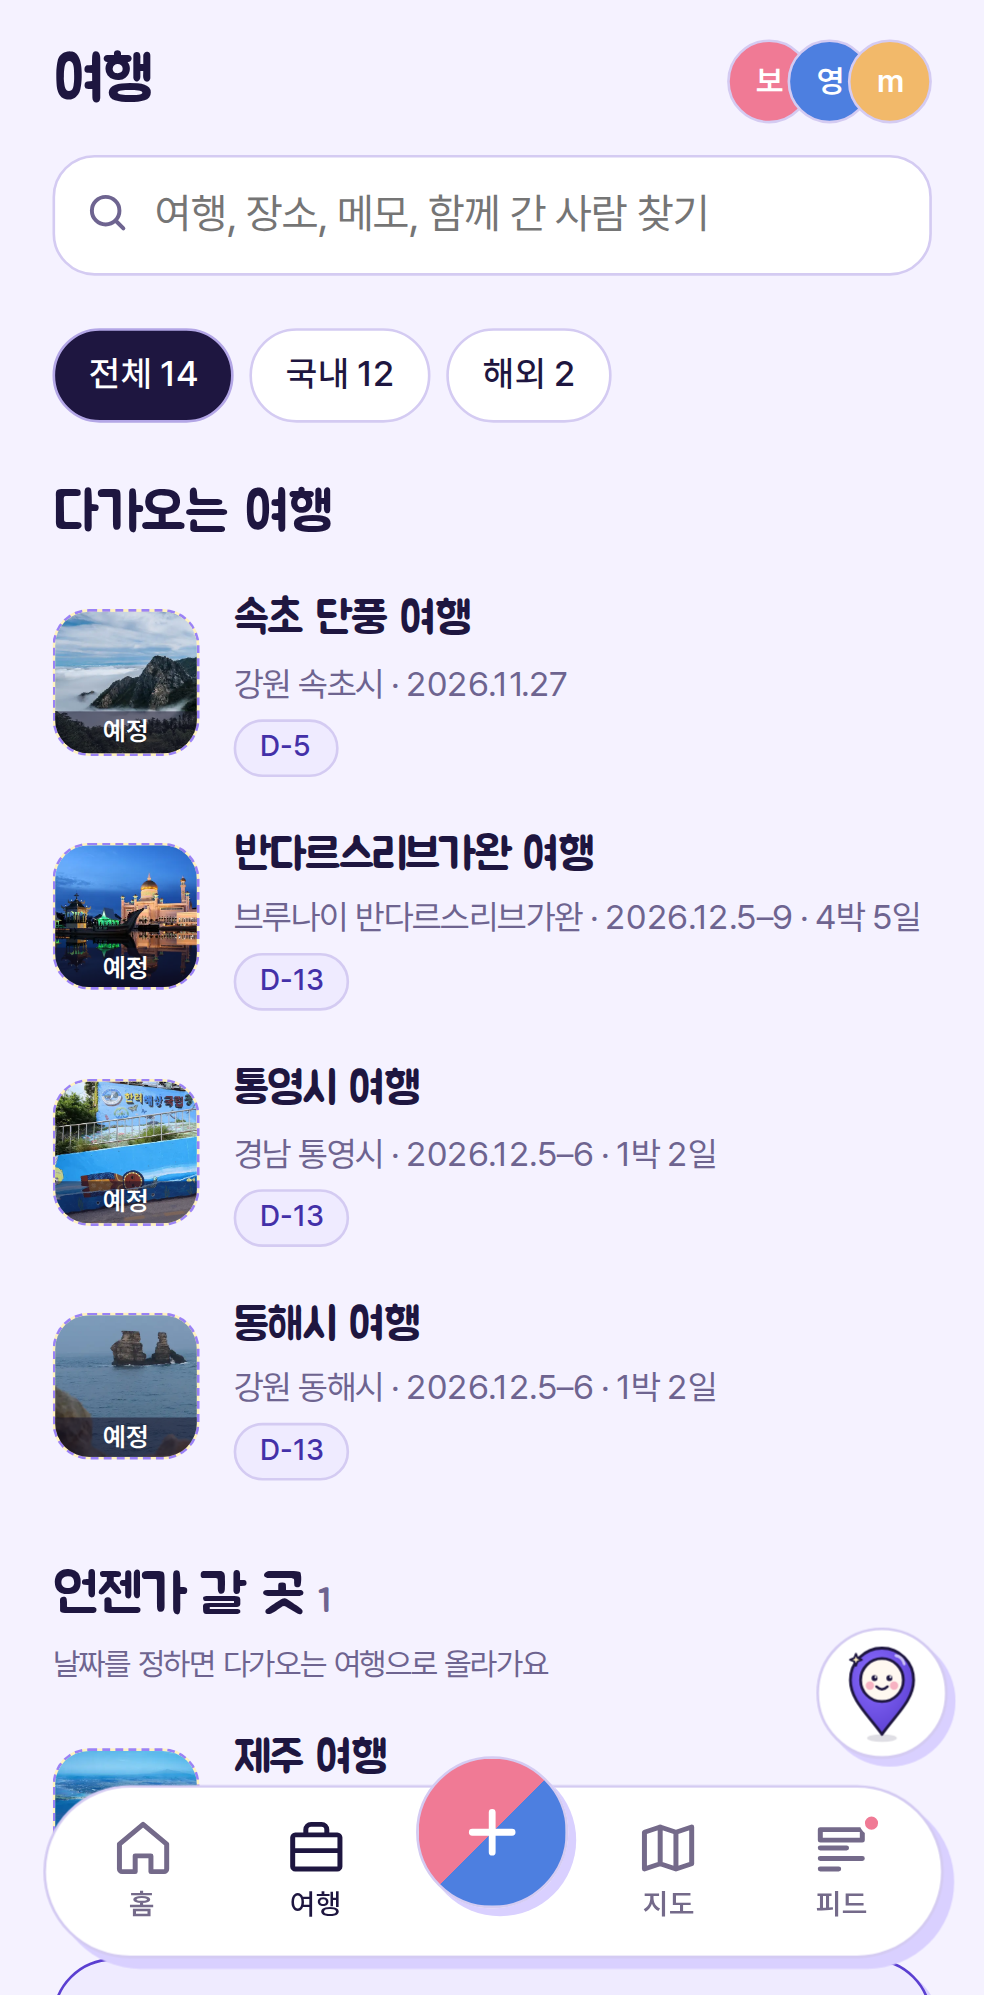 여행
보 영 m
여행, 장소, 메모, 함께 간 사람 찾기
전체 14 국내 12 해외 2
다가오는 여행
속초 단풍 여행
강원 속초시 · 2026.11.27
예정
D-5
반다르스리브가완 여행
브루나이 반다르스리브가완 · 2026.12.5–9 · 4박 5일
예정
D-13
통영시 여행
경남 통영시 · 2026.12.5–6 · 1박 2일
예정
D-13
동해시 여행
강원 동해시 · 2026.12.5–6 · 1박 2일
예정
D-13
언젠가 갈 곳 1
날짜를 정하면 다가오는 여행으로 올라가요
제주 여행
홈 여행 지도 피드